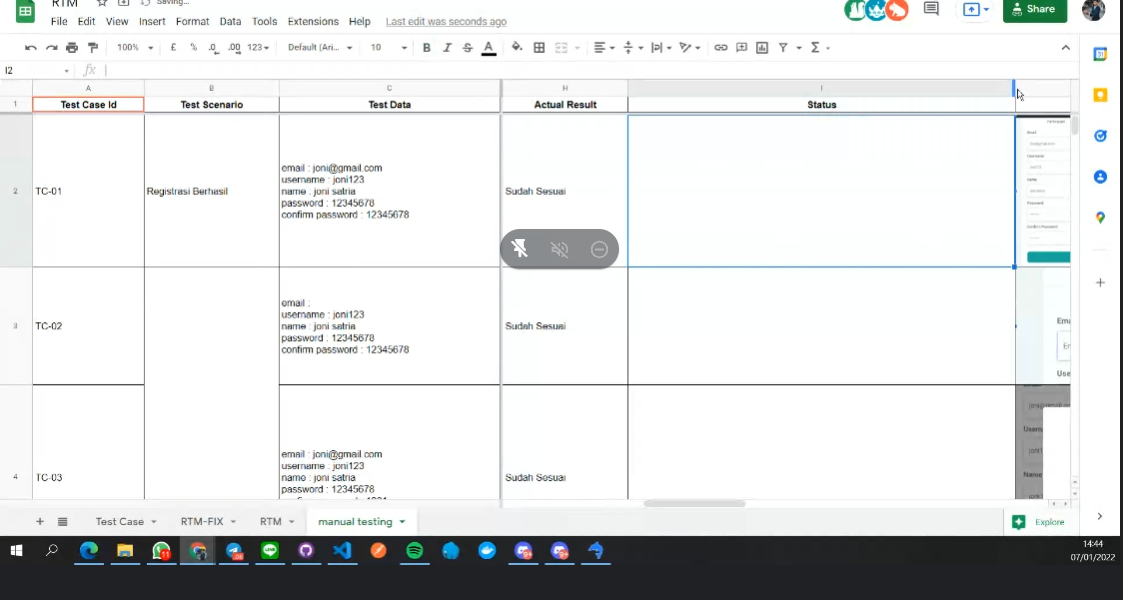 RTM
Saving...
File Edit View Insert Format Data Tools Extensions Help Last edit was seconds ago
Share
100% £ % .0 .00 123 Default (Ari... 10 B I S A
I2 fx
A B C H I
1 Test Case Id Test Scenario Test Data Actual Result Status
email : joni@gmail.com
username : joni123
2 TC-01 Registrasi Berhasil name : joni satria Sudah Sesuai
password : 12345678
confirm password : 12345678
email :
username : joni123
3 TC-02 name : joni satria Sudah Sesuai
password : 12345678
confirm password : 12345678
Ema
Use
email : joni@gmail.com
username : joni123
4 TC-03 name : joni satria Sudah Sesuai
password : 12345678
Test Case RTM-FIX RTM manual testing Explore
14:44
07/01/2022